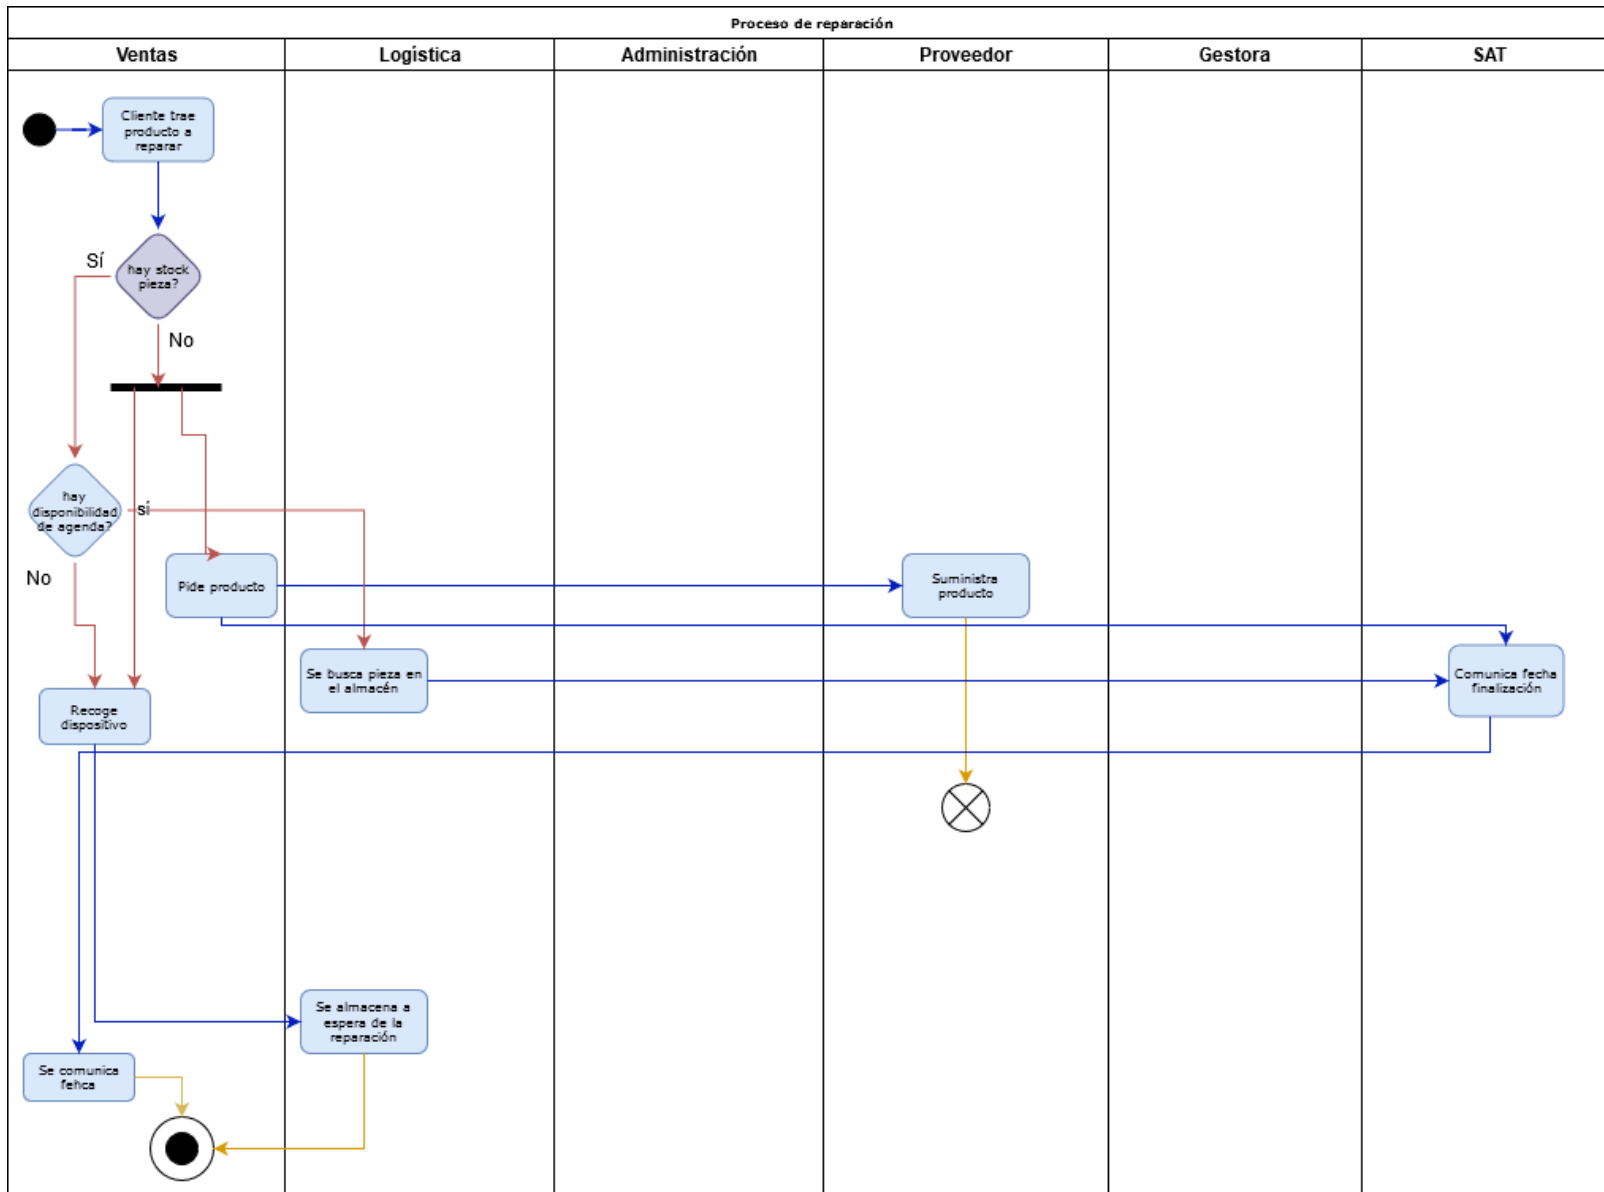 Proceso de reparación
Ventas
Logística
Administración
Proveedor
Gestora
SAT
Cliente trae
producto a
reparar
hay stock
pieza?
Sí
No
hay
disponibilidad
de agenda?
sí
No
Pide producto
Suministra
producto
Se busca pieza en
el almacén
Comunica fecha
finalización
Recoge
dispositivo
Se almacena a
espera de la
reparación
Se comunica
fehca